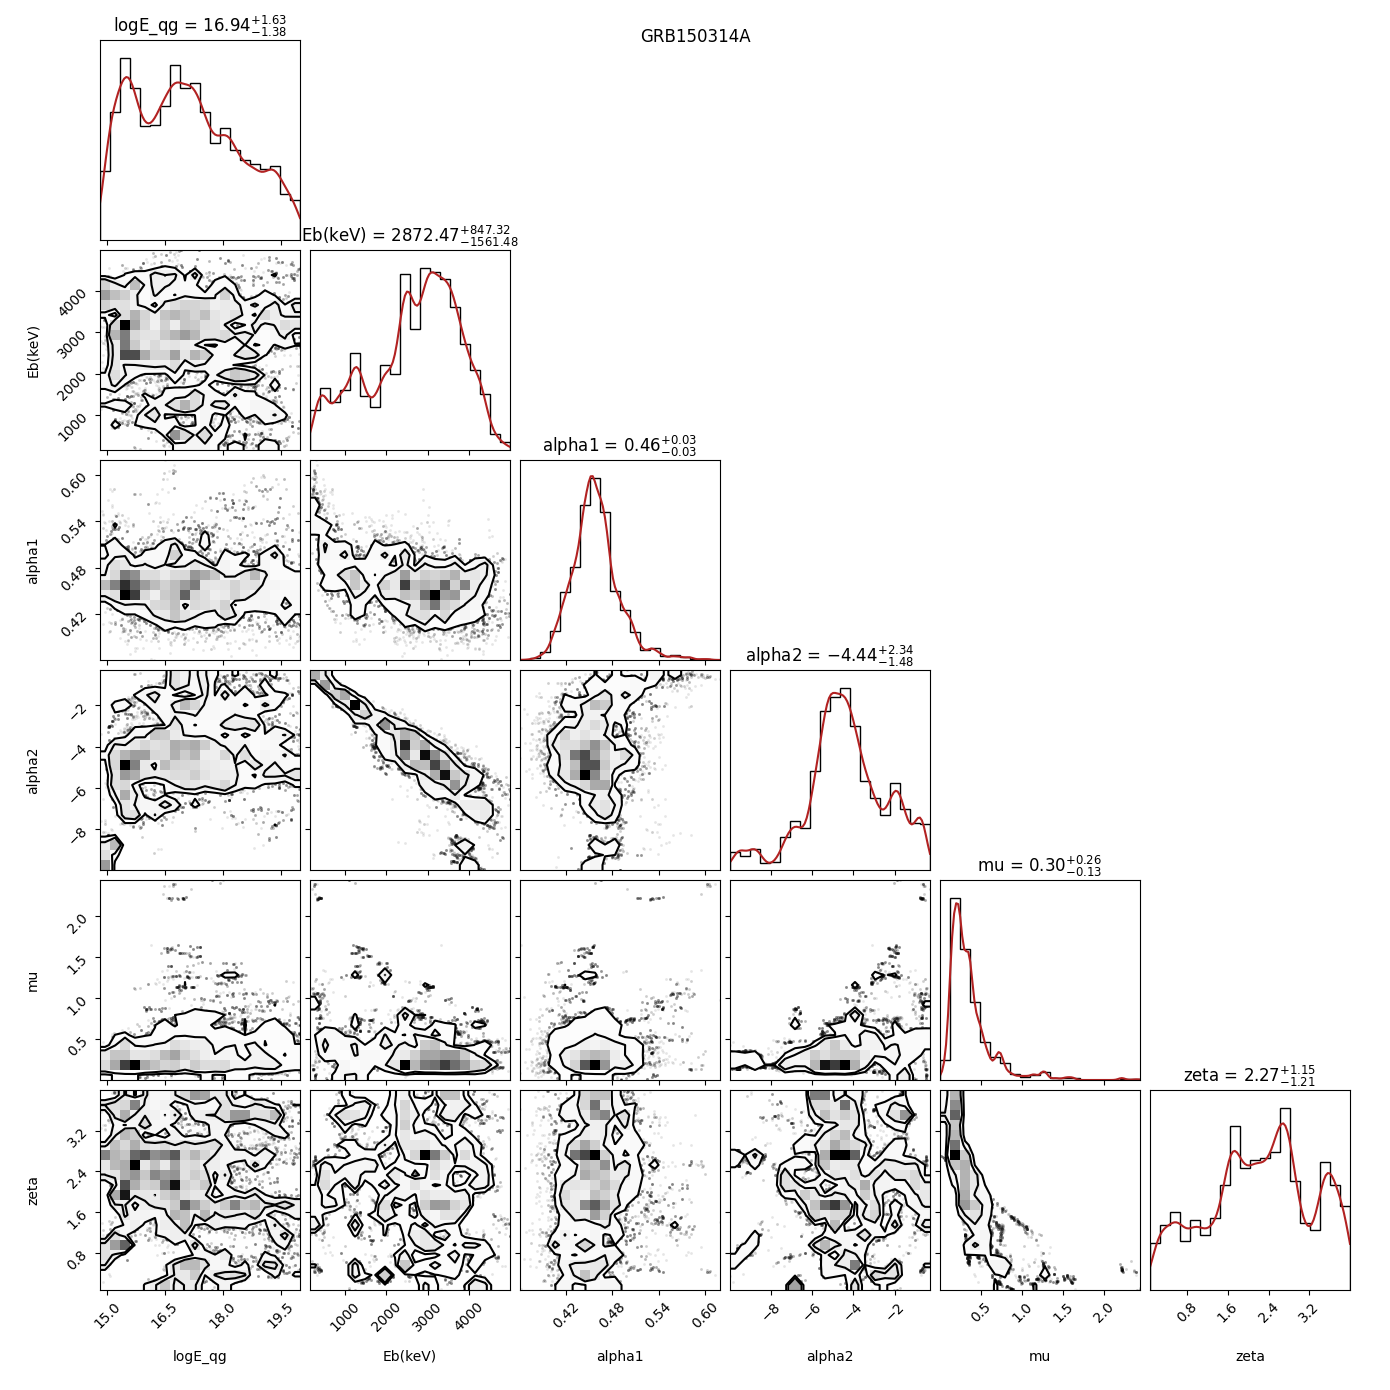 GRB150314A
logE_qg = 16.94+1.63 −1.38
Eb(keV) = 2872.47+847.32 −1561.48
Eb(keV)
4000
3000
2000
1000
alpha1 = 0.46+0.03 −0.03
alpha1
0.60
0.54
0.48
0.42
alpha2 = −4.44+2.34 −1.48
alpha2
−2
−4
−6
−8
mu = 0.30+0.26 −0.13
mu
2.0
1.5
1.0
0.5
zeta = 2.27+1.15 −1.21
zeta
3.2
2.4
1.6
0.8
15.0 16.5 18.0 19.5 1000 2000 3000 4000 0.42 0.48 0.54 0.60 −8 −6 −4 −2 0.5 1.0 1.5 2.0 0.8 1.6 2.4 3.2
logE_qg Eb(keV) alpha1 alpha2 mu zeta